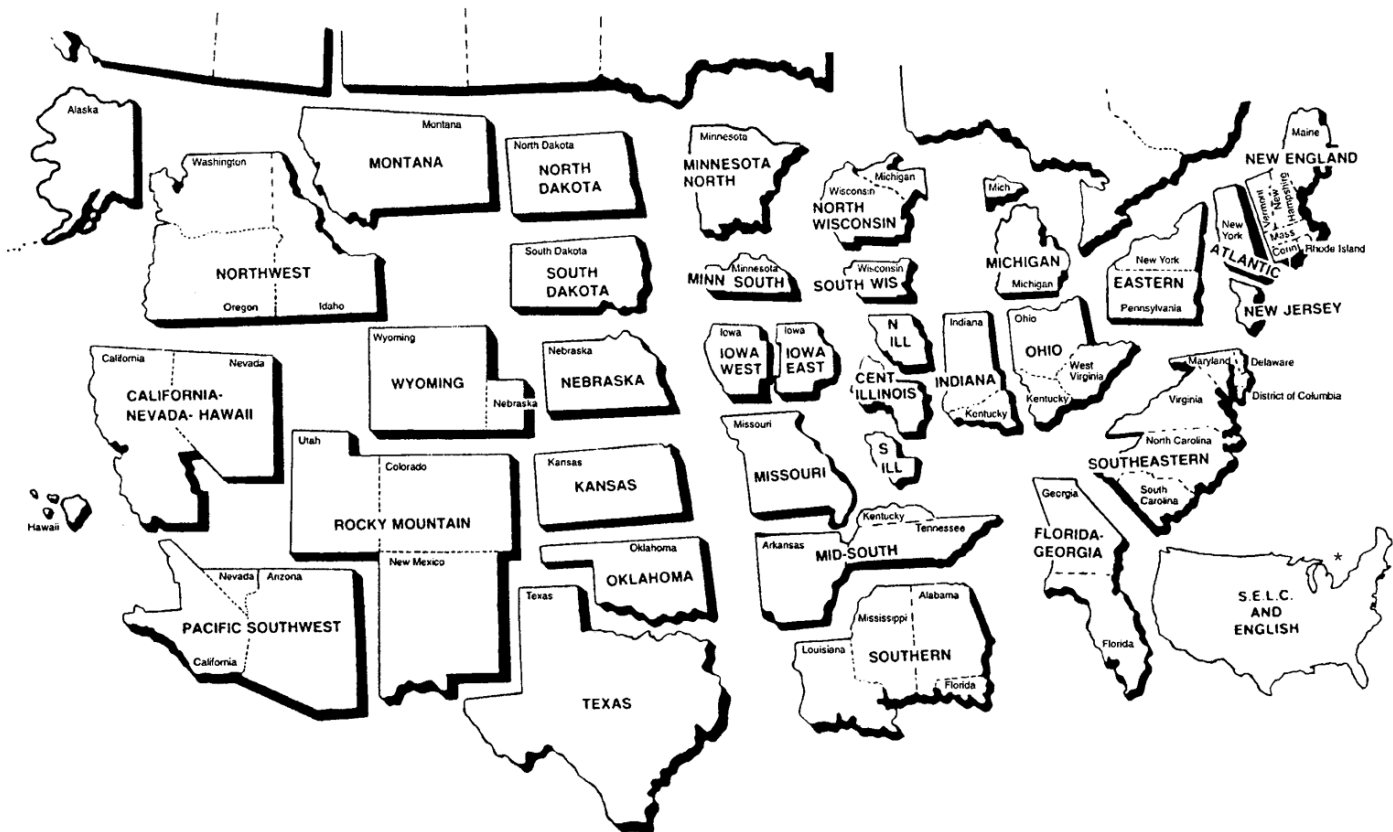 Alaska
Washington
NORTHWEST
Oregon
Idaho
Montana
MONTANA
North Dakota
NORTH
DAKOTA
South Dakota
SOUTH
DAKOTA
Minnesota
MINNESOTA
NORTH
Minnesota
MINN SOUTH
Michigan
Wisconsin
NORTH
WISCONSIN
Wisconsin
SOUTH WIS
Mich
MICHIGAN
Michigan
Maine
NEW ENGLAND
Vermont
New
Hampshire
Mass
Conn
Rhode Island
New
York
ATLANTIC
New York
EASTERN
Pennsylvania
NEW JERSEY
California
Nevada
CALIFORNIA-
NEVADA- HAWAII
Hawaii
Wyoming
WYOMING
Nebraska
Nebraska
NEBRASKA
Iowa
IOWA
WEST
Iowa
IOWA
EAST
N
ILL
CENT
ILLINOIS
S
ILL
Indiana
INDIANA
Kentucky
Ohio
OHIO
West
Virginia
Kentucky
Maryland
Delaware
District of Columbia
Virginia
North Carolina
SOUTHEASTERN
South
Carolina
Utah
Colorado
ROCKY MOUNTAIN
New Mexico
Kansas
KANSAS
Missouri
MISSOURI
Kentucky
Tennessee
Arkansas
MID-SOUTH
Georgia
FLORIDA-
GEORGIA
Florida
Nevada
Arizona
PACIFIC SOUTHWEST
California
Oklahoma
OKLAHOMA
Texas
TEXAS
Alabama
Mississippi
Louisiana
SOUTHERN
Florida
*
S.E.L.C.
AND
ENGLISH